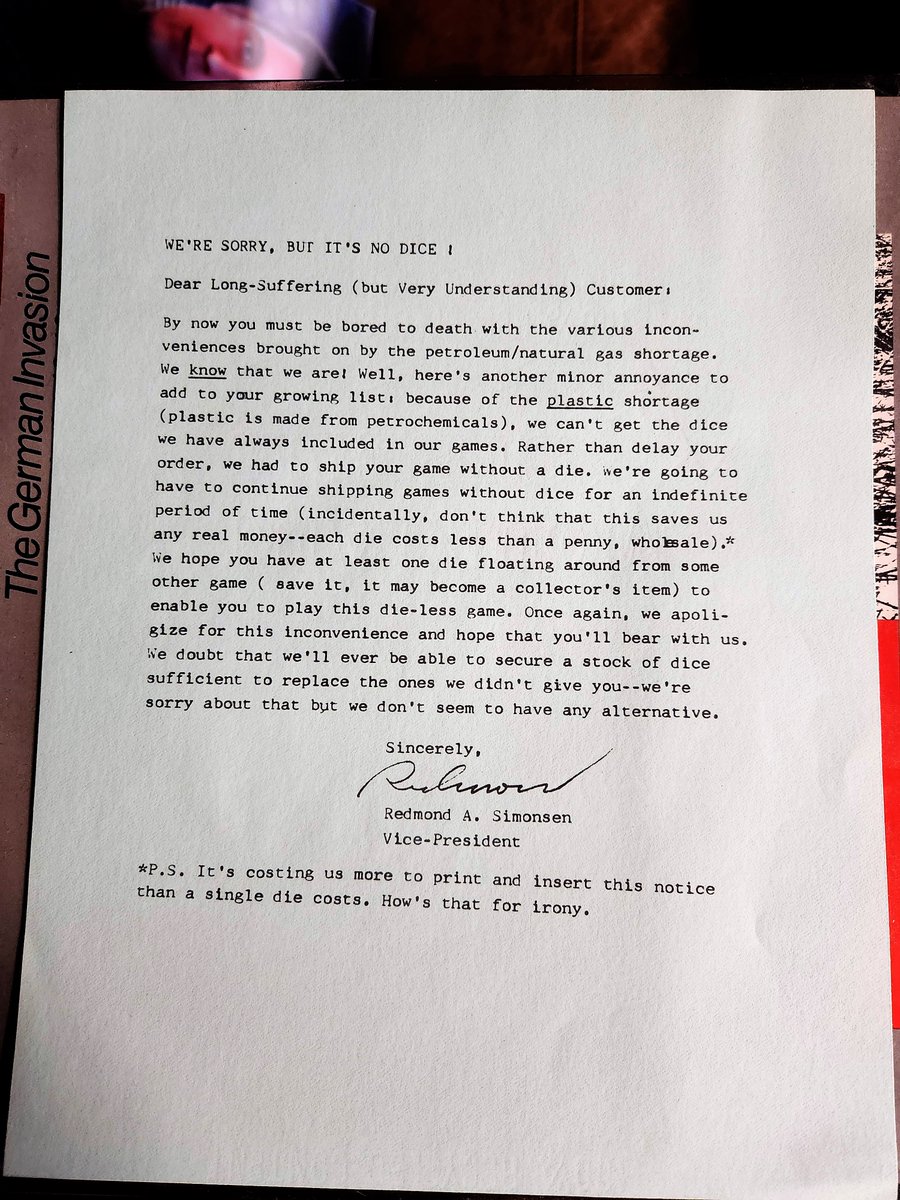 The German Invasion
WE'RE SORRY, BUT IT'S NO DICE !
Dear Long-Suffering (but Very Understanding) Customer:
By now you must be bored to death with the various incon-
veniences brought on by the petroleum/natural gas shortage.
We know that we are! Well, here's another minor annoyance to
add to your growing list: because of the plastic shortage
(plastic is made from petrochemicals), we can't get the dice
we have always included in our games. Rather than delay your
order, we had to ship your game without a die. We're going to
have to continue shipping games without dice for an indefinite
period of time (incidentally, don't think that this saves us
any real money--each die costs less than a penny, wholesale).*
We hope you have at least one die floating around from some
other game ( save it, it may become a collector's item) to
enable you to play this die-less game. Once again, we apoli-
gize for this inconvenience and hope that you'll bear with us.
We doubt that we'll ever be able to secure a stock of dice
sufficient to replace the ones we didn't give you--we're
sorry about that but we don't seem to have any alternative.
Sincerely,
Redmond
Redmond A. Simonsen
Vice-President
*P.S. It's costing us more to print and insert this notice
than a single die costs. How's that for irony.